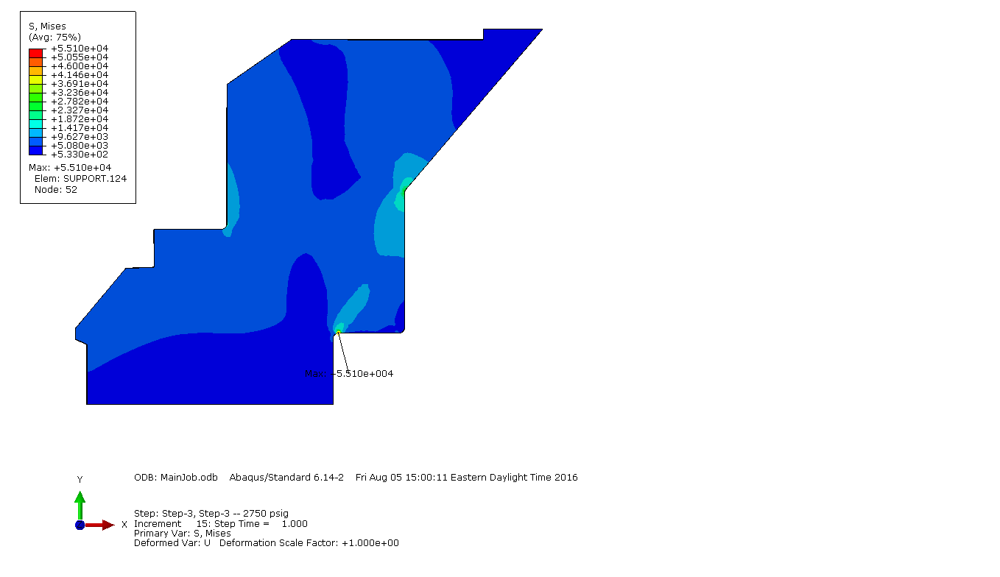 S, Mises
(Avg: 75%)
+5.510e+04
+5.055e+04
+4.600e+04
+4.146e+04
+3.691e+04
+3.236e+04
+2.782e+04
+2.327e+04
+1.872e+04
+1.417e+04
+9.627e+03
+5.080e+03
+5.330e+02
Max: +5.510e+04
Elem: SUPPORT.124
Node: 52
Max: +5.510e+004
Y
X
ODB: MainJob.odb Abaqus/Standard 6.14-2 Fri Aug 05 15:00:11 Eastern Daylight Time 2016
Step: Step-3, Step-3 -- 2750 psig
Increment 15: Step Time = 1.000
Primary Var: S, Mises
Deformed Var: U Deformation Scale Factor: +1.000e+00